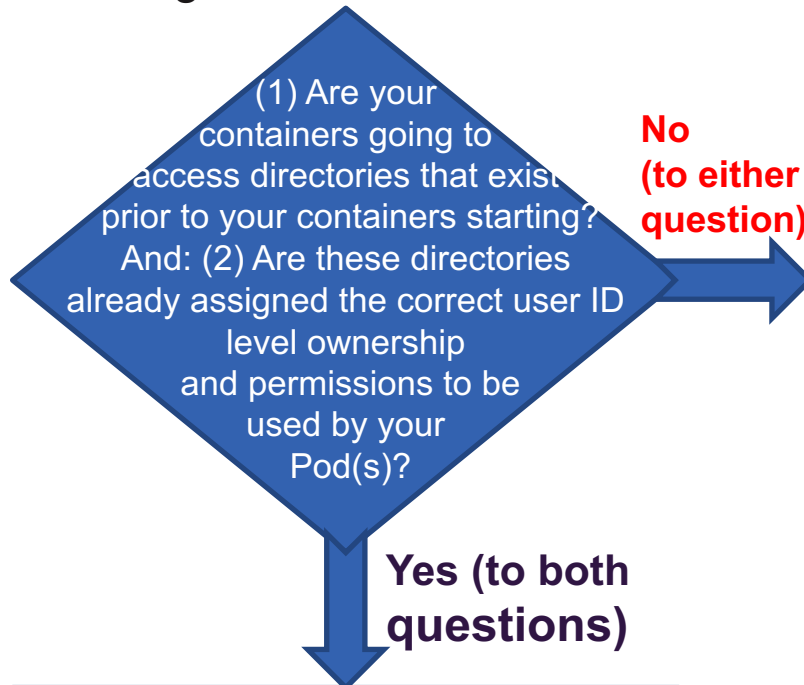 (1) Are your
containers going to
access directories that exist
prior to your containers starting?
And: (2) Are these directories
already assigned the correct user ID
level ownership
and permissions to be
used by your
Pod(s)?
No
(to either
question)
Yes (to both
questions)